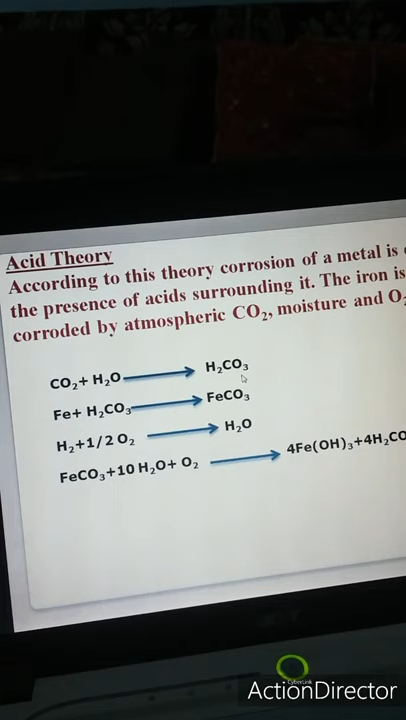 Acid Theory
According to this theory corrosion of a metal is
the presence of acids surrounding it. The iron is
corroded by atmospheric CO₂, moisture and O₂
CO₂+ H₂O → H₂CO₃
Fe+ H₂CO₃ → FeCO₃
H₂+1/2 O₂ → H₂O
FeCO₃+10 H₂O+ O₂ → 4Fe(OH)₃+4H₂CO
CyberLink
ActionDirector